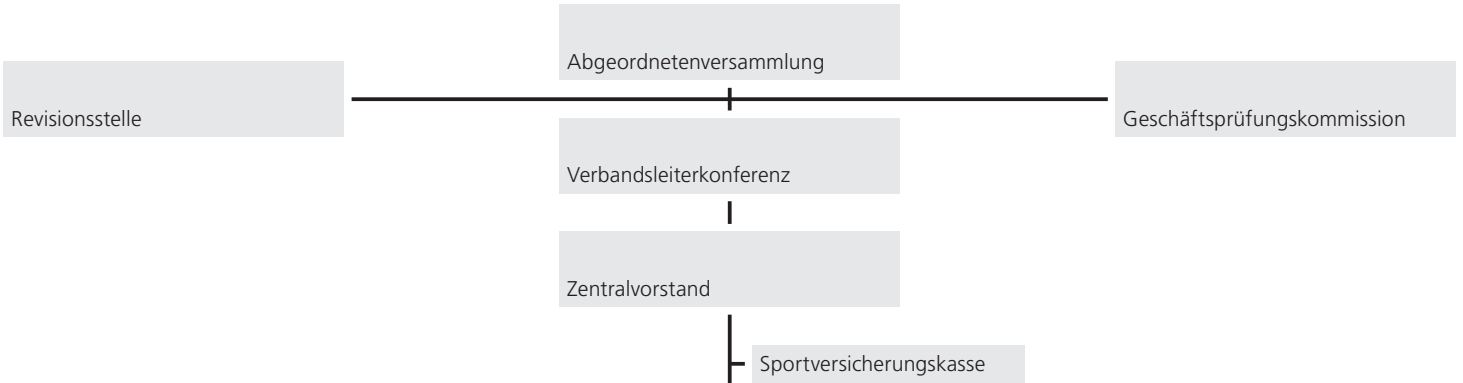 Abgeordnetenversammlung
Revisionsstelle
Geschäftsprüfungskommission
Verbandsleiterkonferenz
Zentralvorstand
Sportversicherungskasse